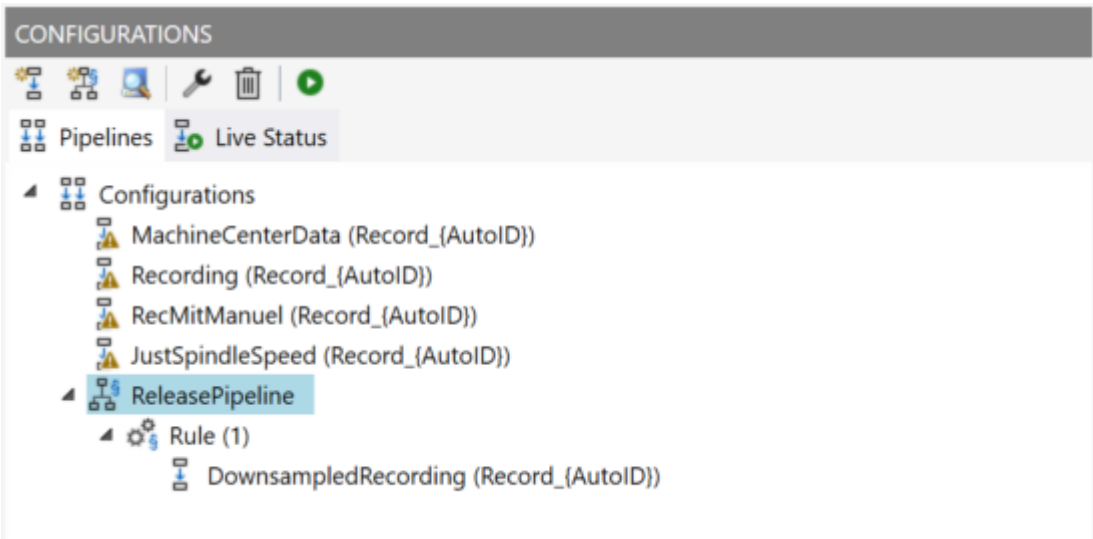 CONFIGURATIONS
Pipelines Live Status
Configurations
MachineCenterData (Record_{AutoID})
Recording (Record_{AutoID})
RecMitManuel (Record_{AutoID})
JustSpindleSpeed (Record_{AutoID})
ReleasePipeline
Rule (1)
DownsampledRecording (Record_{AutoID})